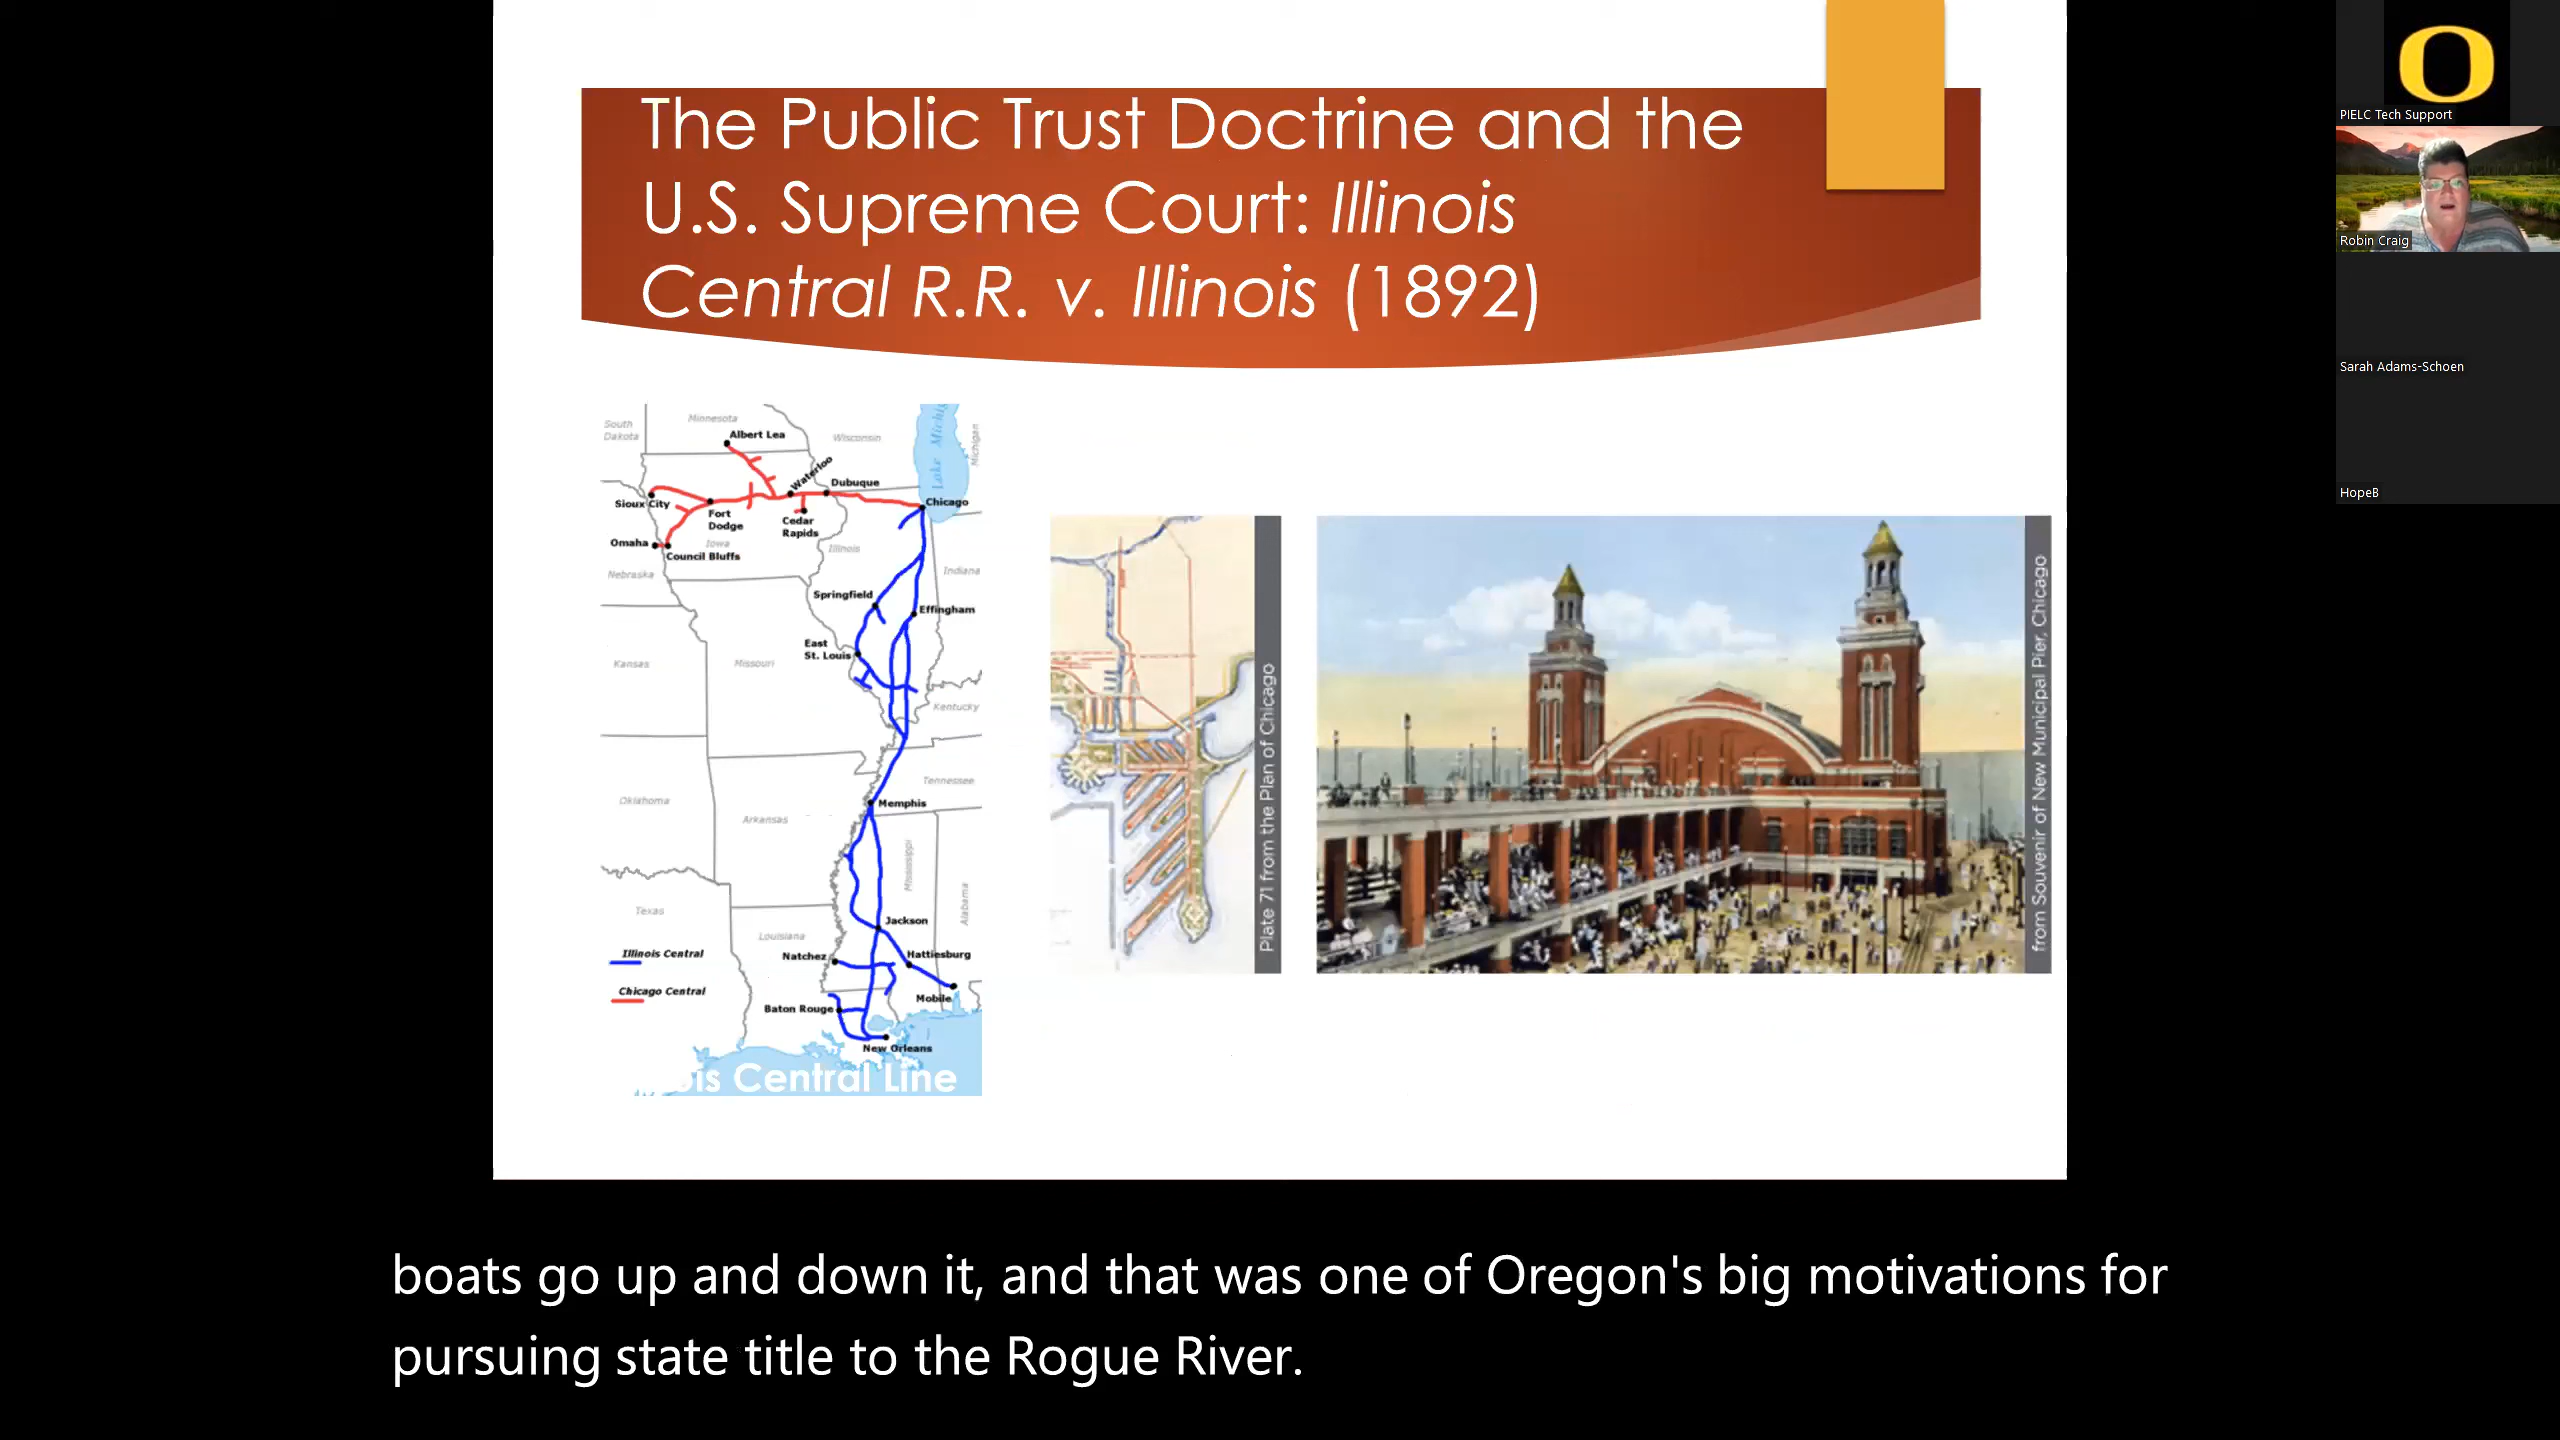 The Public Trust Doctrine and the
U.S. Supreme Court: Illinois
Central R.R. v. Illinois (1892)
South
Dakota
Minnesota
Albert Lea
Wisconsin
Lake Michig
Michigan
Waterloo
Dubuque
Chicago
Sioux City
Fort
Dodge
Cedar
Rapids
Omaha
Council Bluffs
Iowa
Illinois
Indiana
Nebraska
Springfield
Effingham
East
St. Louis
Kansas
Missouri
Kentucky
Tennessee
Oklahoma
Arkansas
Memphis
Mississippi
Alabama
Texas
Louisiana
Jackson
Natchez
Hattiesburg
Illinois Central
Chicago Central
Mobile
Baton Rouge
New Orleans
ois Central Line
Plate 71 from the Plan of Chicago
from Souvenir of New Municipal Pier, Chicago
PIELC Tech Support
Robin Craig
Sarah Adams-Schoen
HopeB
boats go up and down it, and that was one of Oregon's big motivations for
pursuing state title to the Rogue River.